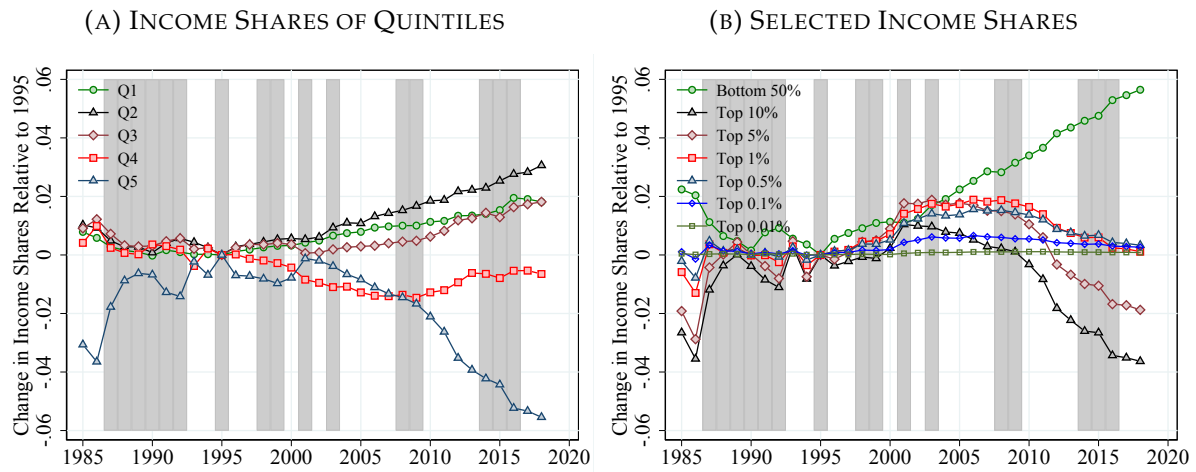 (A) INCOME SHARES OF QUINTILES
Change in Income Shares Relative to 1995
.06
.04
.02
0
-.02
-.04
-.06
Q1
Q2
Q3
Q4
Q5
1985 1990 1995 2000 2005 2010 2015 2020
(B) SELECTED INCOME SHARES
Change in Income Shares Relative to 1995
.06
.04
.02
0
-.02
-.04
-.06
Bottom 50%
Top 10%
Top 5%
Top 1%
Top 0.5%
Top 0.1%
Top 0.01%
1985 1990 1995 2000 2005 2010 2015 2020